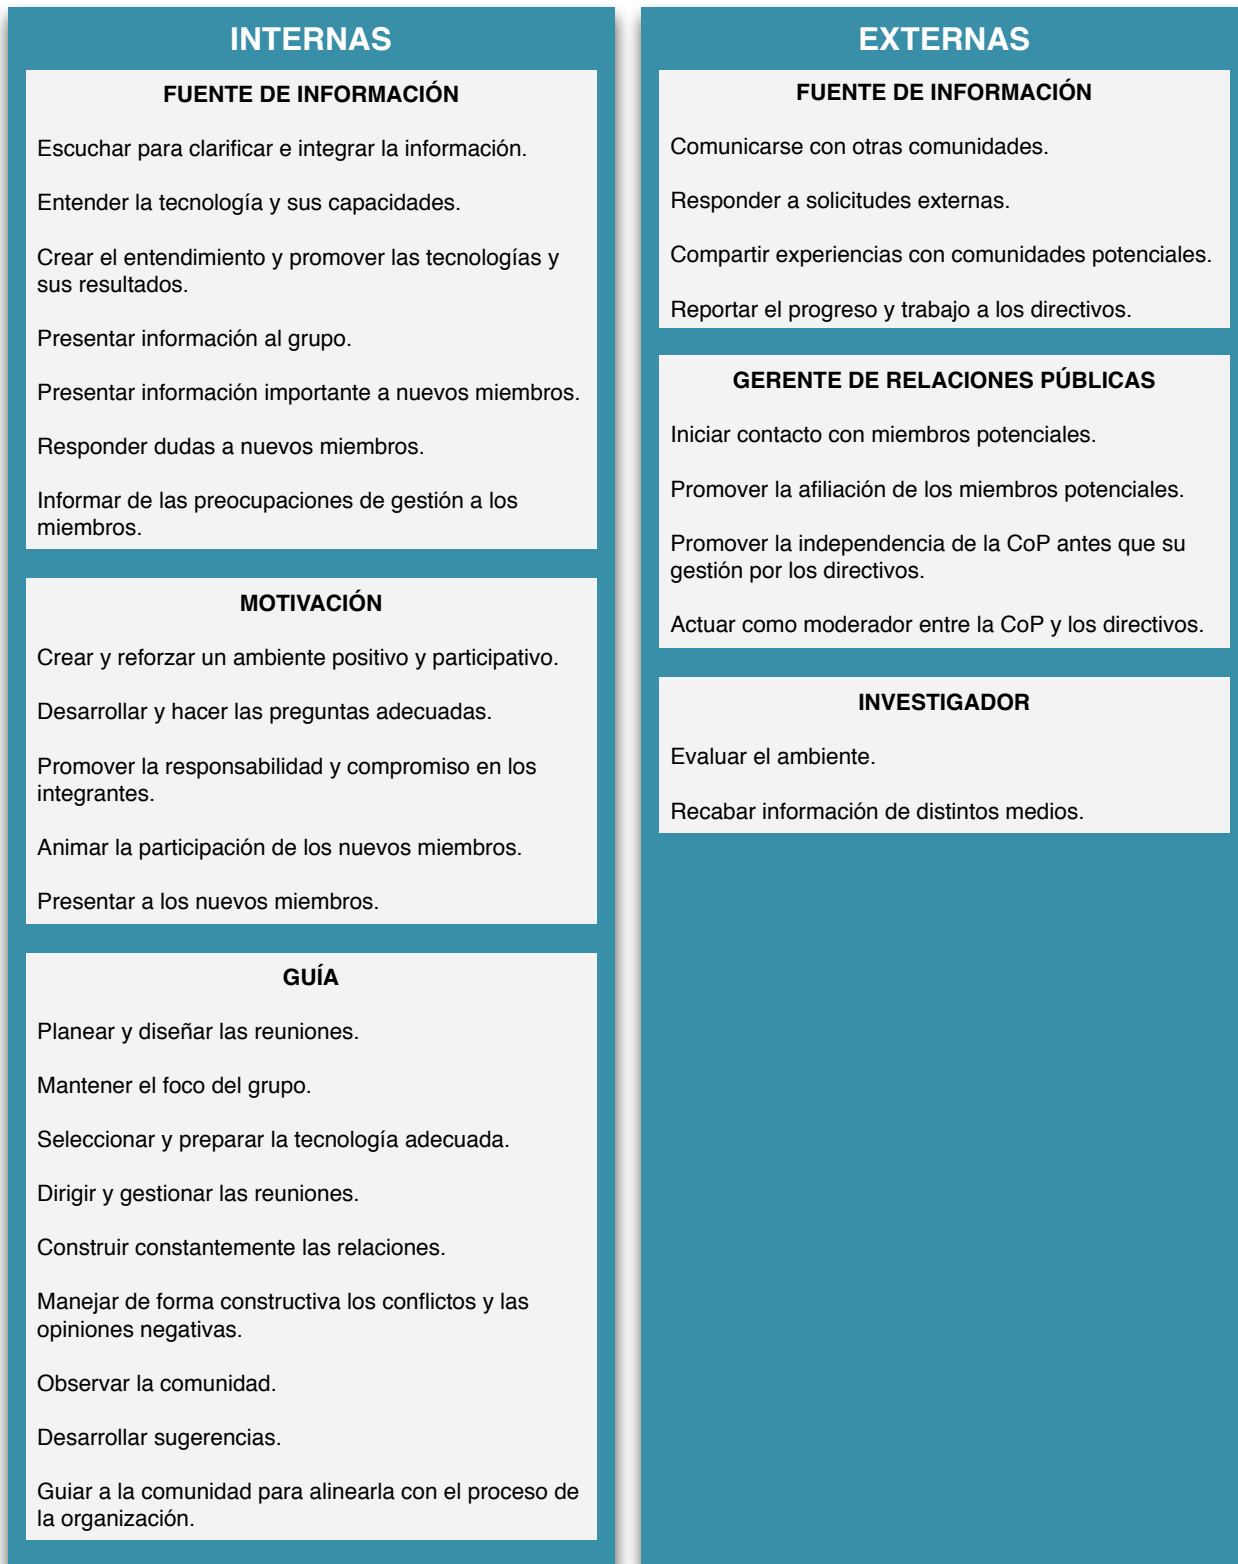 INTERNAS
FUENTE DE INFORMACIÓN
Escuchar para clarificar e integrar la información.
Entender la tecnología y sus capacidades.
Crear el entendimiento y promover las tecnologías y
sus resultados.
Presentar información al grupo.
Presentar información importante a nuevos miembros.
Responder dudas a nuevos miembros.
Informar de las preocupaciones de gestión a los
miembros.
MOTIVACIÓN
Crear y reforzar un ambiente positivo y participativo.
Desarrollar y hacer las preguntas adecuadas.
Promover la responsabilidad y compromiso en los
integrantes.
Animar la participación de los nuevos miembros.
Presentar a los nuevos miembros.
GUÍA
Planear y diseñar las reuniones.
Mantener el foco del grupo.
Seleccionar y preparar la tecnología adecuada.
Dirigir y gestionar las reuniones.
Construir constantemente las relaciones.
Manejar de forma constructiva los conflictos y las
opiniones negativas.
Observar la comunidad.
Desarrollar sugerencias.
Guiar a la comunidad para alinearla con el proceso de
la organización.
EXTERNAS
FUENTE DE INFORMACIÓN
Comunicarse con otras comunidades.
Responder a solicitudes externas.
Compartir experiencias con comunidades potenciales.
Reportar el progreso y trabajo a los directivos.
GERENTE DE RELACIONES PÚBLICAS
Iniciar contacto con miembros potenciales.
Promover la afiliación de los miembros potenciales.
Promover la independencia de la CoP antes que su
gestión por los directivos.
Actuar como moderador entre la CoP y los directivos.
INVESTIGADOR
Evaluar el ambiente.
Recabar información de distintos medios.